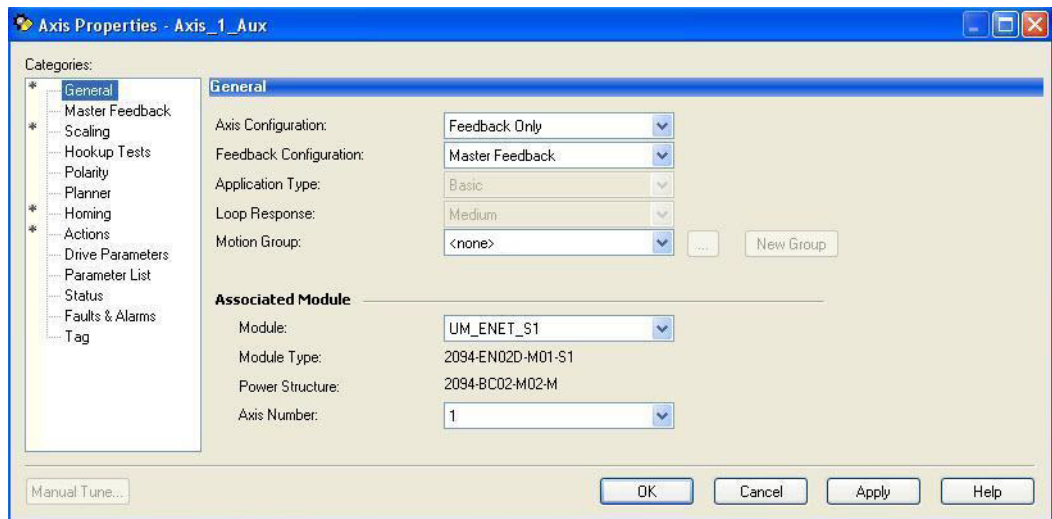 Axis Properties - Axis_1_Aux
Categories:
* General
Master Feedback
* Scaling
Hookup Tests
Polarity
Planner
* Homing
* Actions
Drive Parameters
Parameter List
Status
Faults & Alarms
Tag
General
Axis Configuration: Feedback Only
Feedback Configuration: Master Feedback
Application Type: Basic
Loop Response: Medium
Motion Group: <none> ... New Group
Associated Module
Module: UM_ENET_S1
Module Type: 2094-EN02D-M01-S1
Power Structure: 2094-BC02-M02-M
Axis Number: 1
Manual Tune... OK Cancel Apply Help